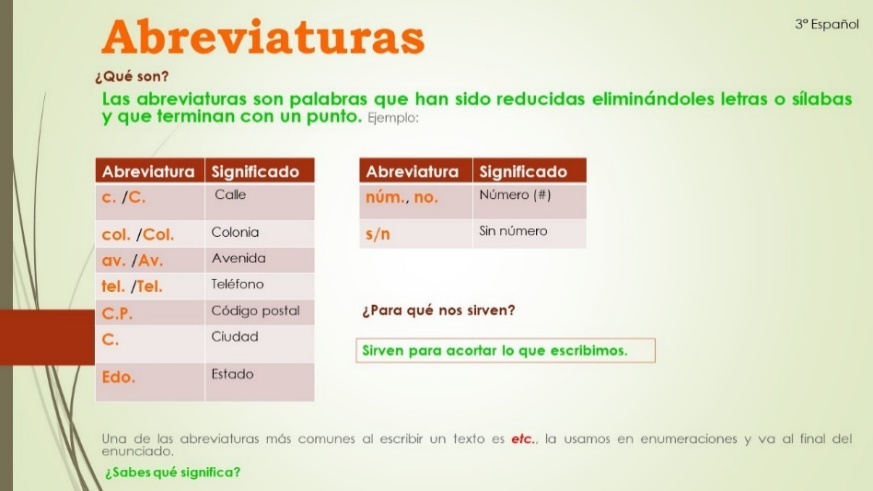 Abreviaturas
3° Español
¿Qué son?
Las abreviaturas son palabras que han sido reducidas eliminándoles letras o sílabas
y que terminan con un punto. Ejemplo:
Abreviatura Significado
c. /C. Calle
col. /Col. Colonia
av. /Av. Avenida
tel. /Tel. Teléfono
C.P. Código postal
C. Ciudad
Edo. Estado
Abreviatura Significado
núm., no. Número (#)
s/n Sin número
¿Para qué nos sirven?
Sirven para acortar lo que escribimos.
Una de las abreviaturas más comunes al escribir un texto es etc., la usamos en enumeraciones y va al final del
enunciado.
¿Sabes qué significa?